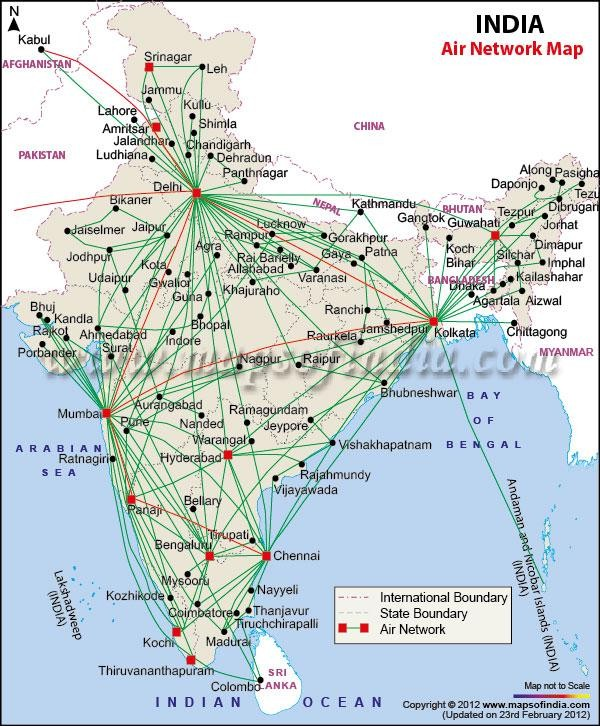 N
INDIA
Air Network Map
Kabul
AFGHANISTAN
Srinagar
Leh
Jammu
Kullu
Lahore
Amritsar
Shimla
Jalandhar
Chandigarh
Ludhiana
Dehradun
Panthnagar
Delhi
CHINA
PAKISTAN
NEPAL
Kathmandu
BHUTAN
Along
Pasighat
Daponjo
Tezu
Dibrugarh
Gangtok
Guwahati
Tezpur
Jorhat
Bikaner
Jaipur
Jaiselmer
Jodhpur
Agra
Lucknow
Rampur
Gorakhpur
Rai Barielly
Gaya
Patna
Koch
Bihar
Dimapur
Silchar
Imphal
BANGLADESH
Kailashahar
Dhaka
Agartala
Aizwal
Udaipur
Kota
Gwalior
Guna
Allahabad
Varanasi
Khajuraho
Ranchi
Jamshedpur
Kolkata
Chittagong
MYANMAR
Bhuj
Kandla
Rajkot
Porbander
Ahmedabad
Surat
Indore
Bhopal
Raurkela
Nagpur
Raipur
Bhubneshwar
www.mapsofindia.com
Mumbai
Aurangabad
Pune
Nanded
Ramagundam
Jeypore
Warangal
Hyderabad
Vishakhapatnam
Rajahmundy
Vijayawada
BAY
OF
BENGAL
ARABIAN
SEA
Ratnagiri
Panaji
Bellary
Tirupati
Bengaluru
Chennai
Mysooru
Kozhikode
Coimbatore
Nayyeli
Thanjavur
Tiruchchirapalli
Kochi
Madurai
Thiruvananthapuram
Colombo
SRI
LANKA
Lakshadweep
(INDIA)
Andaman and Nicobar Islands (INDIA)
(INDIA)
INDIAN OCEAN
International Boundary
State Boundary
Air Network
Map not to Scale
Copyright © 2012 www.mapsofindia.com
(Updated on 23rd February 2012)